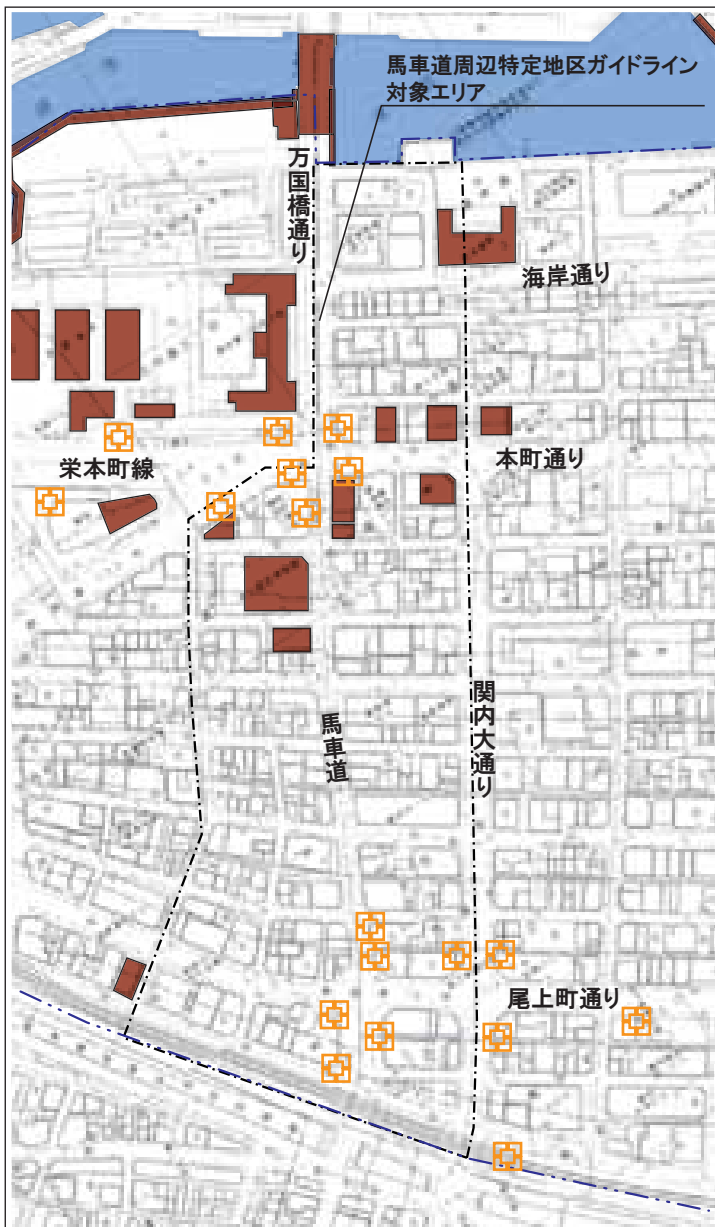 馬車道周辺特定地区ガイドライン
対象エリア
万国橋通り
海岸通り
栄本町線
本町通り
馬車道
関内大通り
尾上町通り